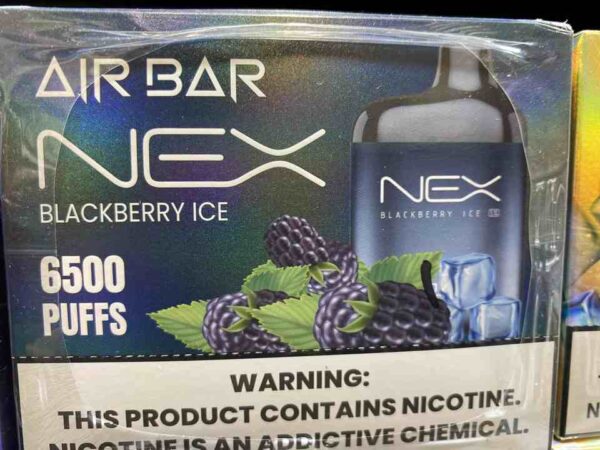 AIR BAR
NEX
BLACKBERRY ICE
6500
PUFFS
NEX
BLACKBERRY ICE
WARNING:
THIS PRODUCT CONTAINS NICOTINE.
NICOTINE IS AN ADDICTIVE CHEMICAL.
N